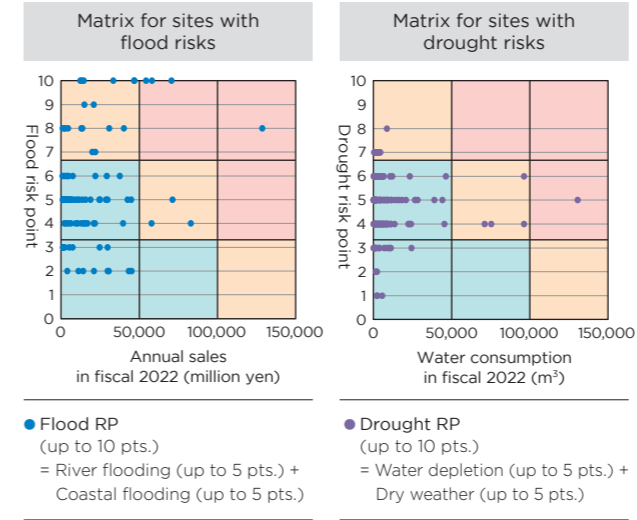 Matrix for sites with
flood risks
10
9
8
7
6
5
4
3
2
1
0
Flood risk point
0 50,000 100,000 150,000
Annual sales
in fiscal 2022 (million yen)
Flood RP
(up to 10 pts.)
= River flooding (up to 5 pts.) +
Coastal flooding (up to 5 pts.)
Matrix for sites with
drought risks
10
9
8
7
6
5
4
3
2
1
0
Drought risk point
0 50,000 100,000 150,000
Water consumption
in fiscal 2022 (m³)
Drought RP
(up to 10 pts.)
= Water depletion (up to 5 pts.) +
Dry weather (up to 5 pts.)